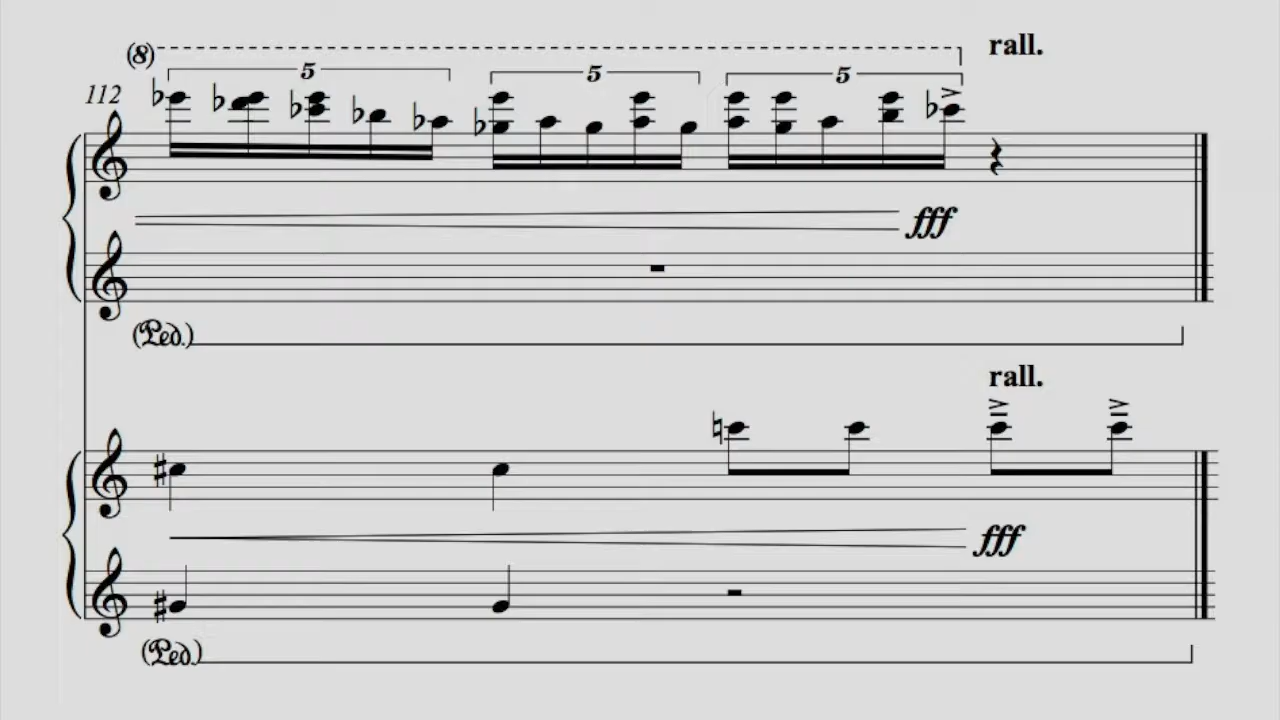 (8) rall.
5 5 5
112
fff
(Ped.)
rall.
fff
(Ped.)